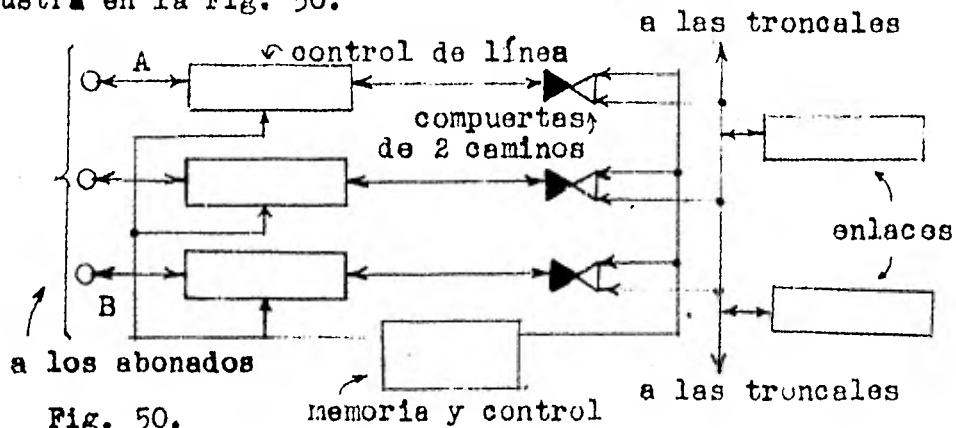 ustra en la Fig. 50.
a las troncales
control de línea
A
compuertas
de 2 caminos
enlaces
B
a los abonados
a las troncales
Fig. 50.
memoria y control